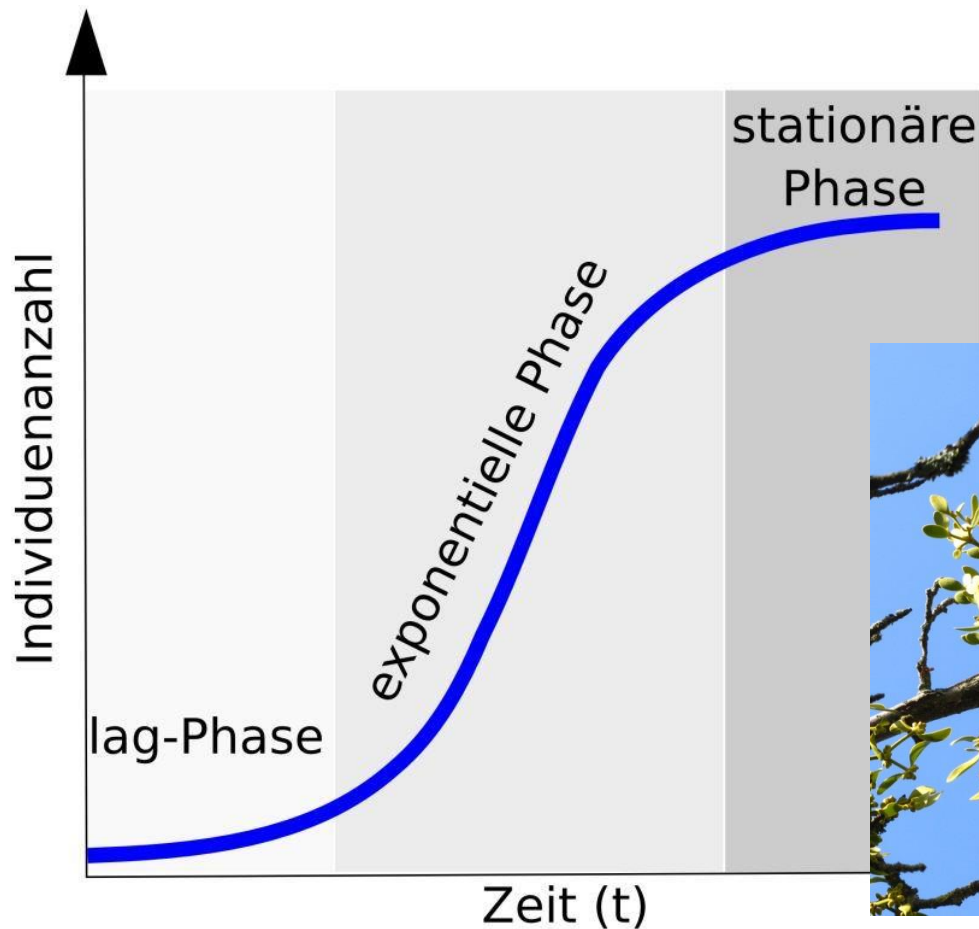 stationäre
Phase
exponentielle Phase
lag-Phase
Individuenanzahl
Zeit (t)